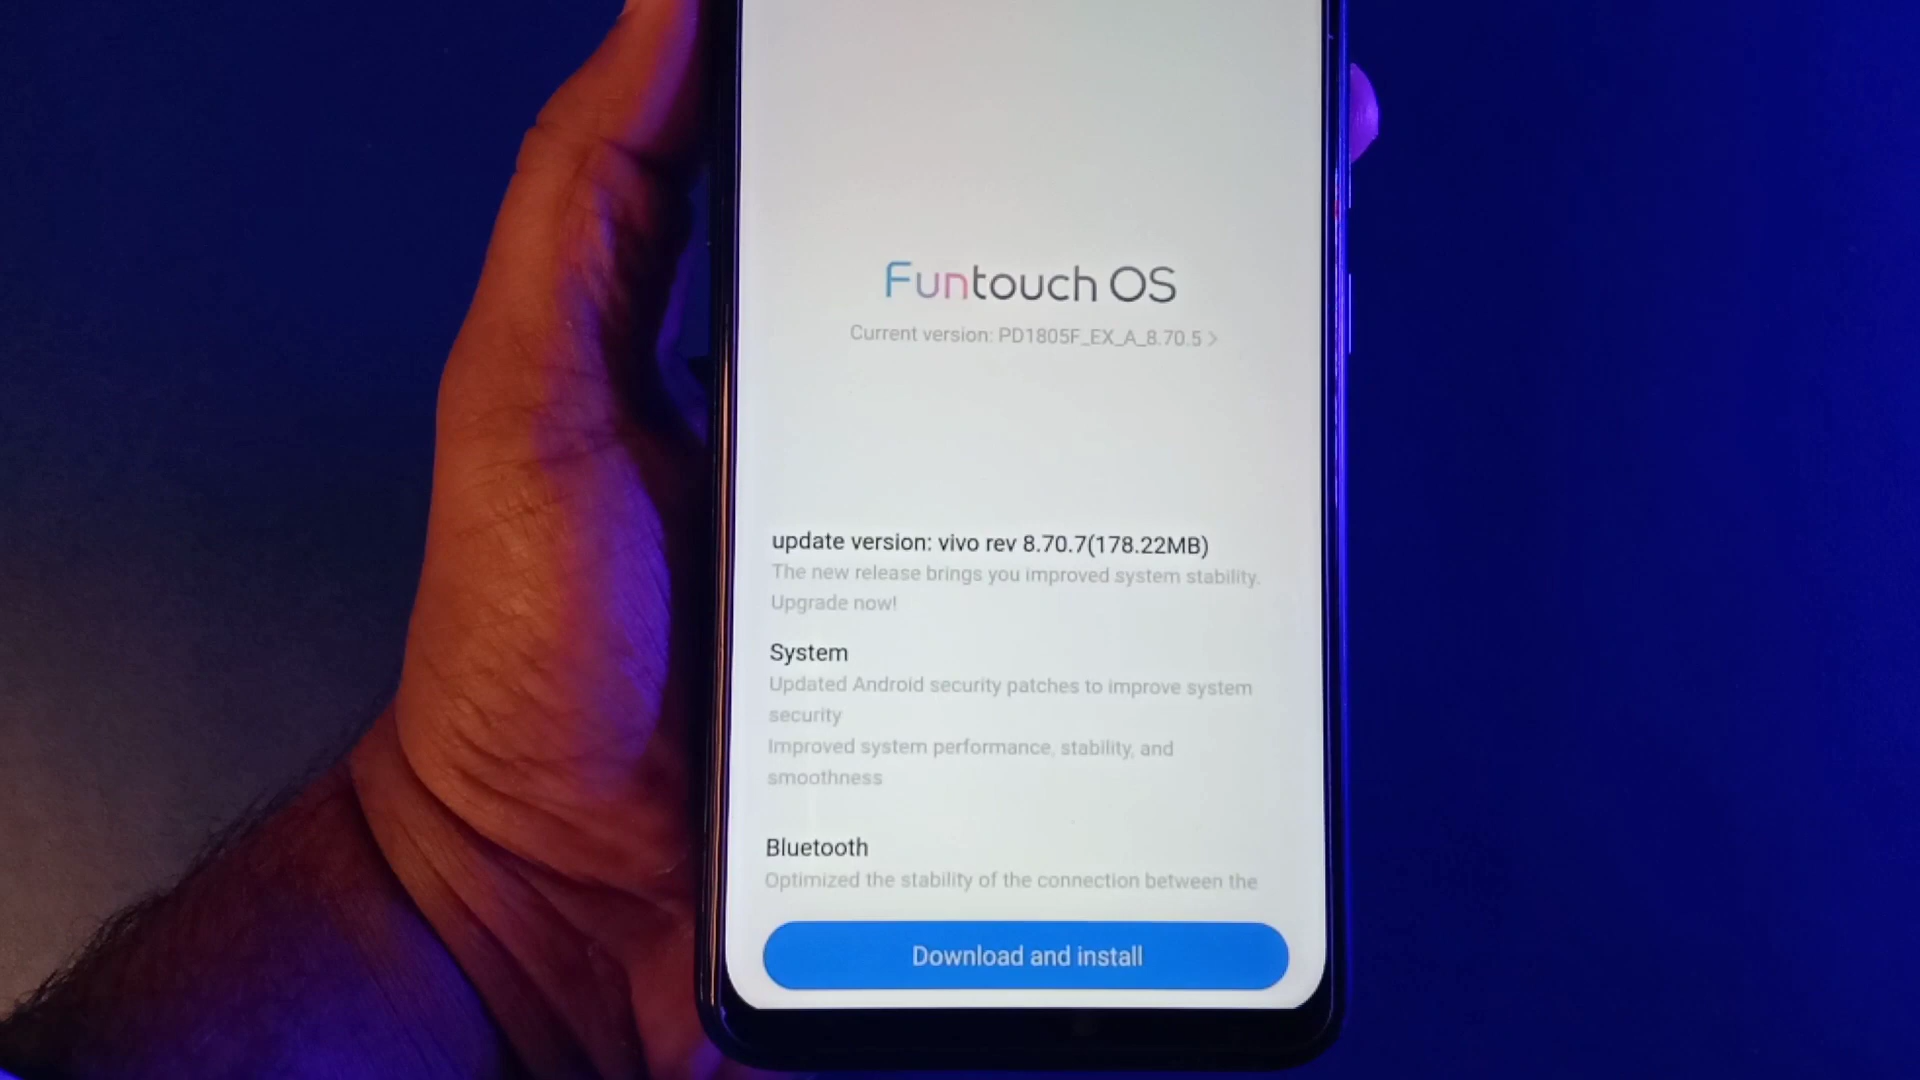 Funtouch OS
Current version: PD1805F_EX_A_8.70.5 >
update version: vivo rev 8.70.7(178.22MB)
The new release brings you improved system stability.
Upgrade now!
System
Updated Android security patches to improve system
security
Improved system performance, stability, and
smoothness
Bluetooth
Optimized the stability of the connection between the
Download and install